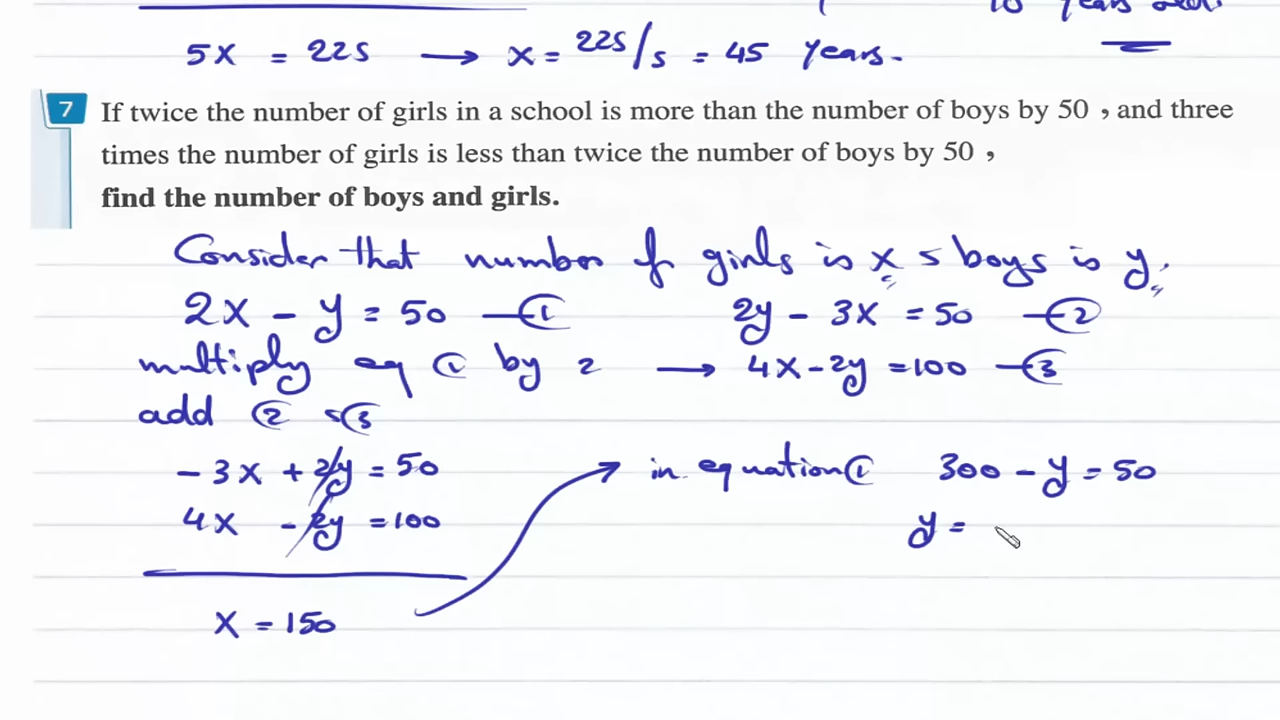 10 years old.
5x = 225 → x = 225/5 = 45 years.
7 If twice the number of girls in a school is more than the number of boys by 50 , and three
times the number of girls is less than twice the number of boys by 50 ,
find the number of boys and girls.
Consider that number of girls is x , boys is y.
2x - y = 50 —① 2y - 3x = 50 —②
multiply eq ① by 2 → 4x - 2y = 100 —③
add ② , ③
- 3x + 2y = 50 in equation ① 300 - y = 50
4x - 2y = 100 y =
x = 150